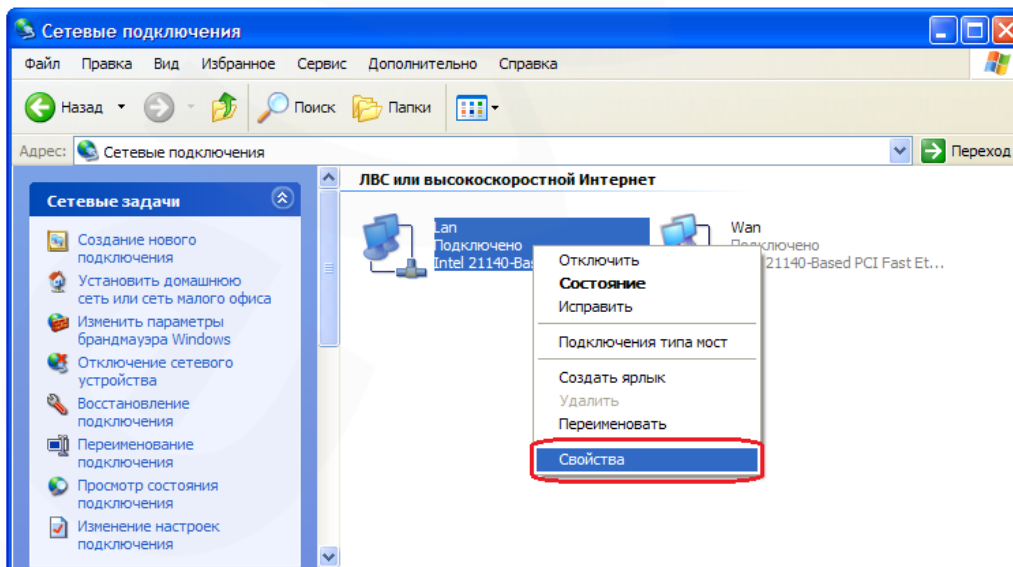 Сетевые подключения
Файл Правка Вид Избранное Сервис Дополнительно Справка
Назад Поиск Папки
Адрес: Сетевые подключения Переход
Сетевые задачи
Создание нового
подключения
Установить домашнюю
сеть или сеть малого офиса
Изменить параметры
брандмауэра Windows
Отключение сетевого
устройства
Восстановление
подключения
Переименование
подключения
Просмотр состояния
подключения
Изменение настроек
подключения
ЛВС или высокоскоростной Интернет
Lan
Подключено
Intel 21140-Bas
Wan
Подключено
21140-Based PCI Fast Et...
Отключить
Состояние
Исправить
Подключения типа мост
Создать ярлык
Удалить
Переименовать
Свойства